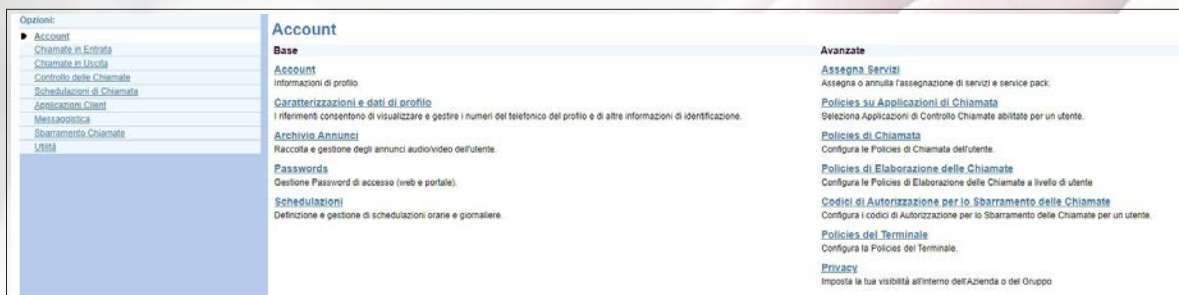 Opzioni:
Account
Chiamate in Entrata
Chiamate in Uscita
Controllo delle Chiamate
Schedulazioni di Chiamata
Applicazioni Client
Messaggistica
Sbarramento Chiamate
Utilità
Account
Base
Account
Informazioni di profilo.
Caratterizzazioni e dati di profilo
I riferimenti consentono di visualizzare e gestire i numeri del telefonico del profilo e di altre informazioni di identificazione.
Archivio Annunci
Raccolta e gestione degli annunci audio/video dell'utente.
Passwords
Gestione Password di accesso (web e portale).
Schedulazioni
Definizione e gestione di schedulazioni orarie e giornaliere.
Avanzate
Assegna Servizi
Assegna o annulla l'assegnazione di servizi e service pack.
Policies su Applicazioni di Chiamata
Seleziona Applicazioni di Controllo Chiamate abilitate per un utente.
Policies di Chiamata
Configura le Policies di Chiamata dell'utente.
Policies di Elaborazione delle Chiamate
Configura le Policies di Elaborazione delle Chiamate a livello di utente
Codici di Autorizzazione per lo Sbarramento delle Chiamate
Configura i codici di Autorizzazione per lo Sbarramento delle Chiamate per un utente.
Policies del Terminale
Configura la Policies del Terminale.
Privacy
Imposta la tua visibilità all'interno dell'Azienda o del Gruppo